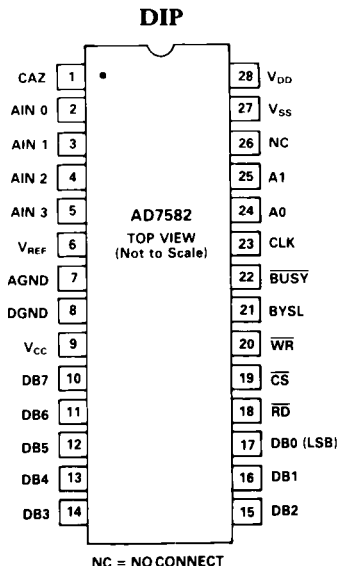 DIP
CAZ 1
AIN 0 2
AIN 1 3
AIN 2 4
AIN 3 5
VREF 6
AGND 7
DGND 8
VCC 9
DB7 10
DB6 11
DB5 12
DB4 13
DB3 14
AD7582
TOP VIEW
(Not to Scale)
28 VDD
27 VSS
26 NC
25 A1
24 A0
23 CLK
22 BUSY
21 BYSL
20 WR
19 CS
18 RD
17 DB0 (LSB)
16 DB1
15 DB2
NC = NO CONNECT